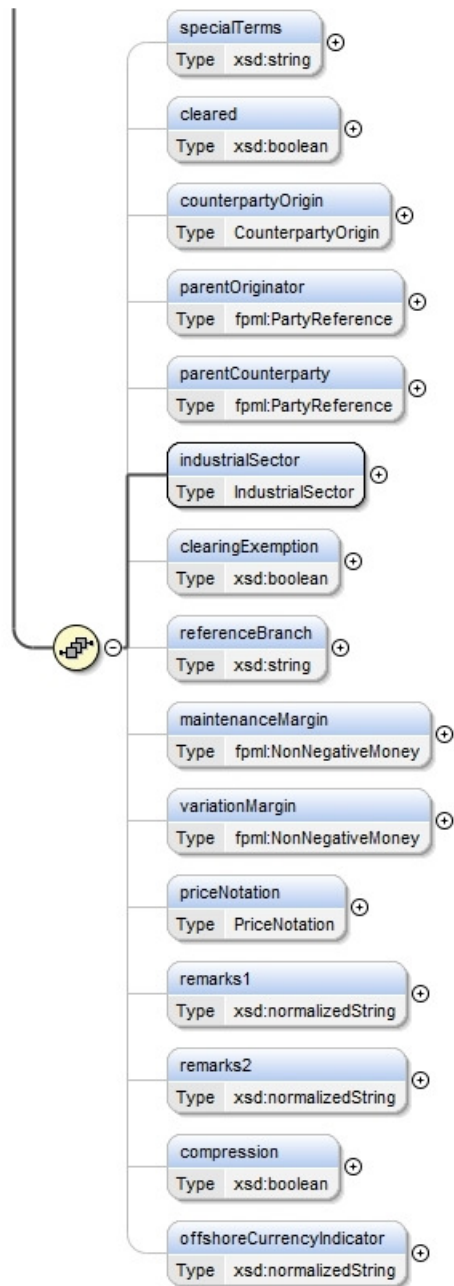 specialTerms
Type xsd:string
cleared
Type xsd:boolean
counterpartyOrigin
Type CounterpartyOrigin
parentOriginator
Type fpml:PartyReference
parentCounterparty
Type fpml:PartyReference
industrialSector
Type IndustrialSector
clearingExemption
Type xsd:boolean
referenceBranch
Type xsd:string
maintenanceMargin
Type fpml:NonNegativeMoney
variationMargin
Type fpml:NonNegativeMoney
priceNotation
Type PriceNotation
remarks1
Type xsd:normalizedString
remarks2
Type xsd:normalizedString
compression
Type xsd:boolean
offshoreCurrencyIndicator
Type xsd:normalizedString